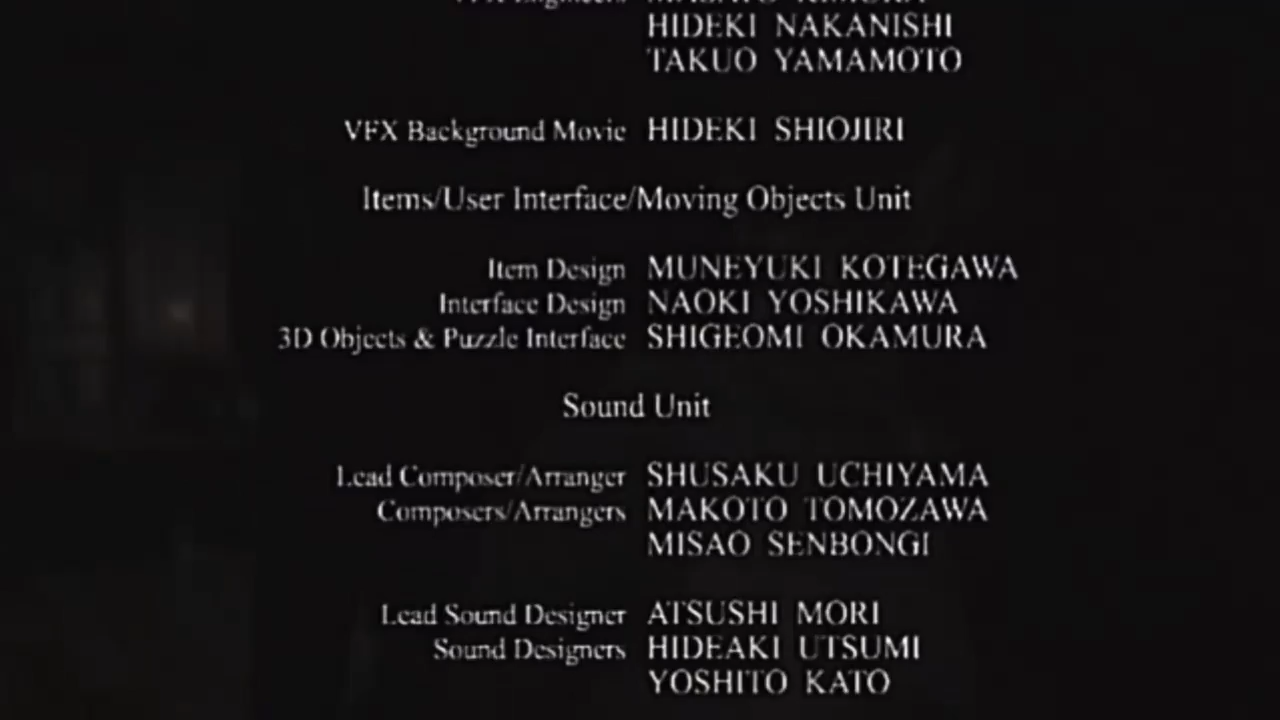 HIDEKI NAKANISHI
TAKUO YAMAMOTO
VFX Background Movie HIDEKI SHIOJIRI
Items/User Interface/Moving Objects Unit
Item Design MUNEYUKI KOTEGAWA
Interface Design NAOKI YOSHIKAWA
3D Objects & Puzzle Interface SHIGEOMI OKAMURA
Sound Unit
Lead Composer/Arranger SHUSAKU UCHIYAMA
Composers/Arrangers MAKOTO TOMOZAWA
MISAO SENBONGI
Lead Sound Designer ATSUSHI MORI
Sound Designers HIDEAKI UTSUMI
YOSHITO KATO